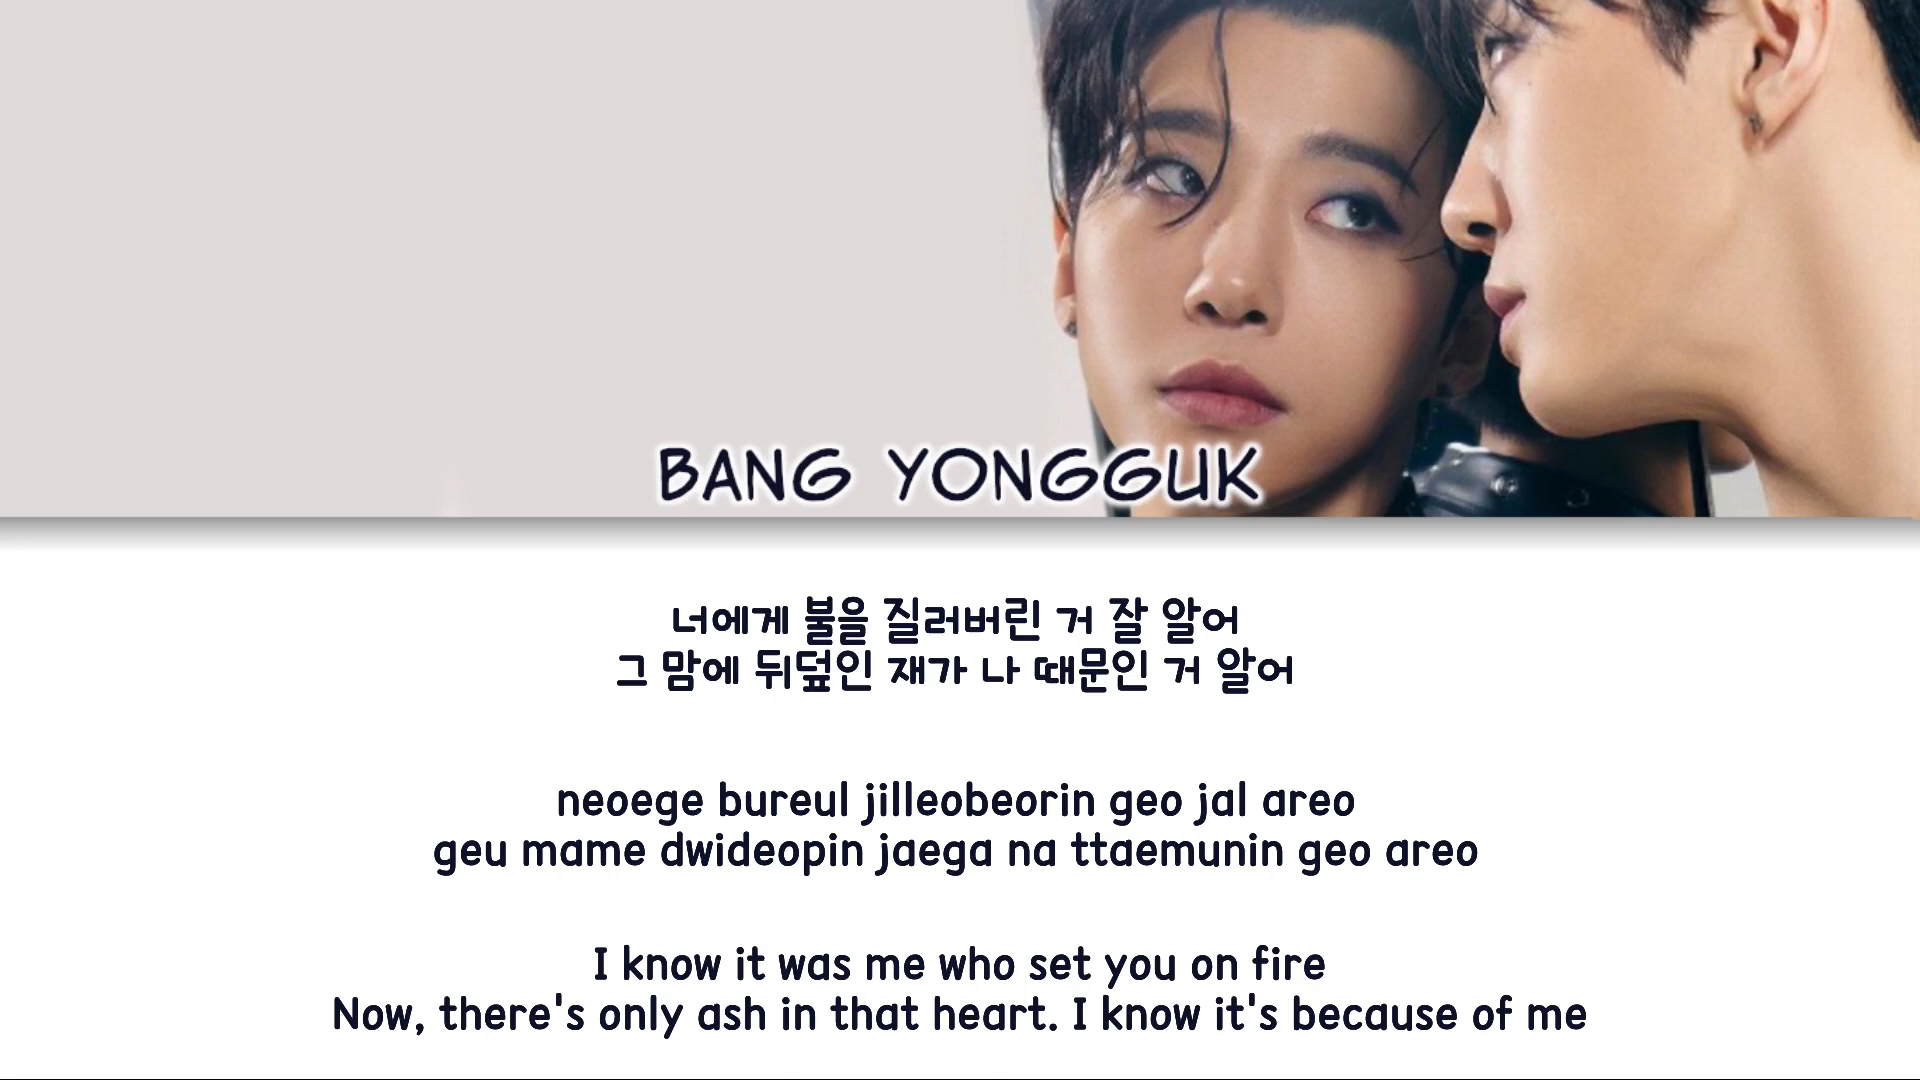 BANG YONGGUK
너에게 불을 질러버린 거 잘 알어
그 맘에 뒤덮인 재가 나 때문인 거 알어
neoege bureul jilleobeorin geo jal areo
geu mame dwideopin jaega na ttaemunin geo areo
I know it was me who set you on fire
Now, there's only ash in that heart. I know it's because of me